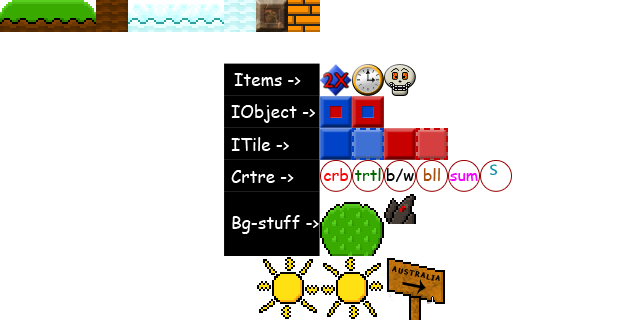 Items -> 2X
IObject ->
ITile ->
Crtre -> crb trtl b/w bll sum S
Bg-stuff ->
AUSTRALIA